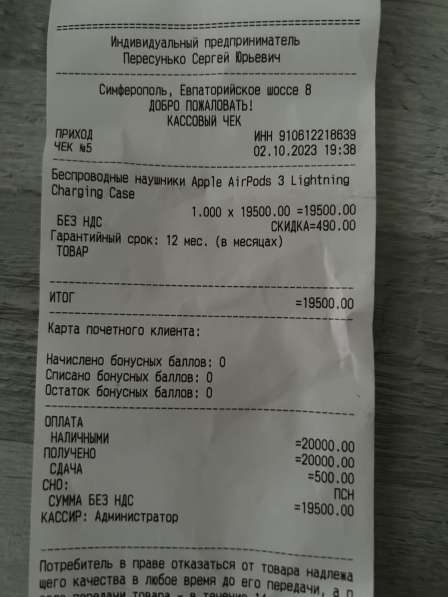 Индивидуальный предприниматель
Пересунько Сергей Юрьевич
Симферополь, Евпаторийское шоссе 8
ДОБРО ПОЖАЛОВАТЬ!
КАССОВЫЙ ЧЕК
ПРИХОД ИНН 910612218639
ЧЕК №5 02.10.2023 19:38
Беспроводные наушники Apple AirPods 3 Lightning
Charging Case
1.000 x 19500.00 =19500.00
БЕЗ НДС СКИДКА=490.00
Гарантийный срок: 12 мес. (в месяцах)
ТОВАР
ИТОГ =19500.00
Карта почетного клиента:
Начислено бонусных баллов: 0
Списано бонусных баллов: 0
Остаток бонусных баллов: 0
ОПЛАТА
НАЛИЧНЫМИ =20000.00
ПОЛУЧЕНО =20000.00
СДАЧА =500.00
СНО: ПСН
СУММА БЕЗ НДС =19500.00
КАССИР: Администратор
Потребитель в праве отказаться от товара надлежа
щего качества в любое время до его передачи, а п